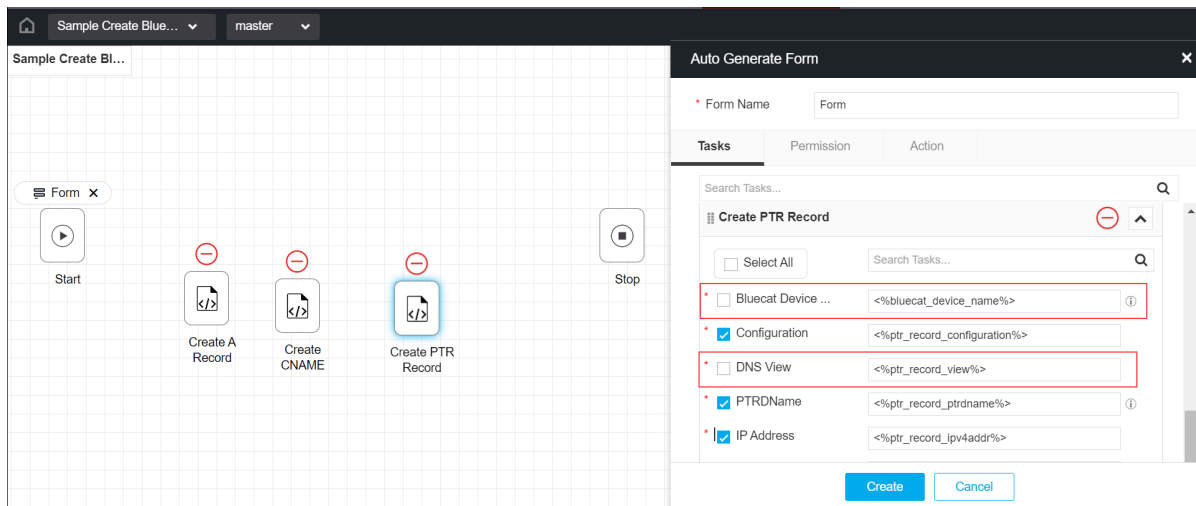 Sample Create Blue...
master
Sample Create Bl...
Form
Start
Create A
Record
Create
CNAME
Create PTR
Record
Stop
Auto Generate Form
* Form Name
Form
Tasks
Permission
Action
Search Tasks...
Create PTR Record
Select All
Search Tasks...
* Bluecat Device ...
<%bluecat_device_name%>
* Configuration
<%ptr_record_configuration%>
* DNS View
<%ptr_record_view%>
* PTRDName
<%ptr_record_ptrdname%>
* IP Address
<%ptr_record_ipv4addr%>
Create
Cancel